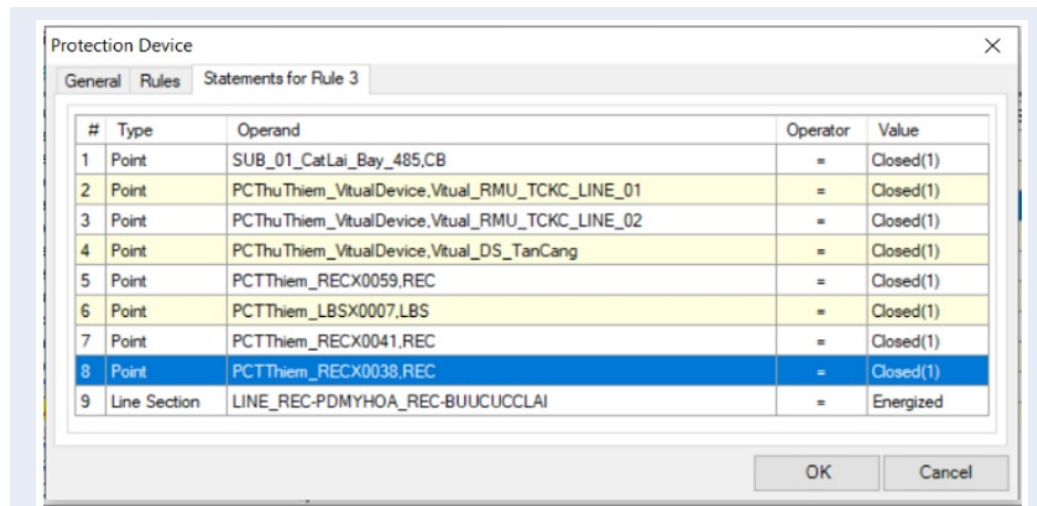 Protection Device
General Rules Statements for Rule 3
# Type Operand Operator Value
1 Point SUB_01_CatLai_Bay_485,CB = Closed(1)
2 Point PCThuThiem_VitualDevice,Vitual_RMU_TCKC_LINE_01 = Closed(1)
3 Point PCThuThiem_VitualDevice,Vitual_RMU_TCKC_LINE_02 = Closed(1)
4 Point PCThuThiem_VitualDevice,Vitual_DS_TanCang = Closed(1)
5 Point PCTThiem_RECX0059,REC = Closed(1)
6 Point PCTThiem_LBSX0007,LBS = Closed(1)
7 Point PCTThiem_RECX0041,REC = Closed(1)
8 Point PCTThiem_RECX0038,REC = Closed(1)
9 Line Section LINE_REC-PDMYHOA_REC-BUUCUCCLAI = Energized
OK Cancel